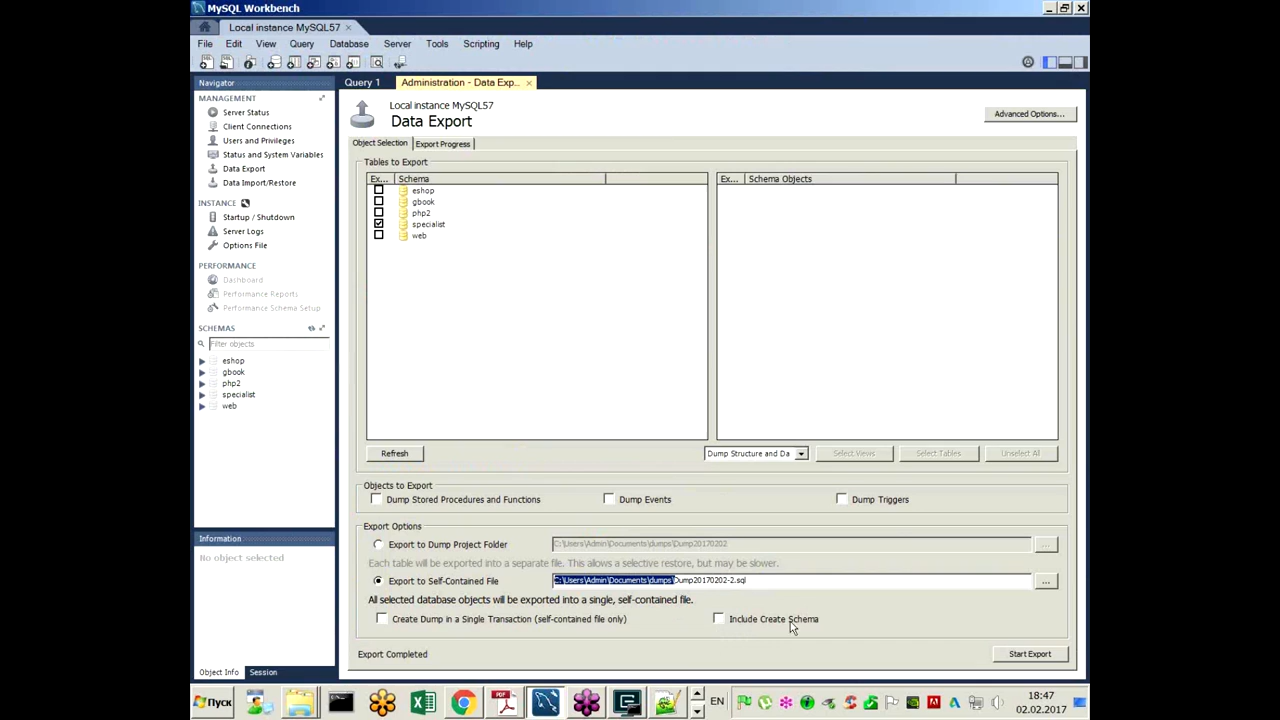 MySQL Workbench
Local instance MySQL57 ×
File Edit View Query Database Server Tools Scripting Help
Navigator
MANAGEMENT
Server Status
Client Connections
Users and Privileges
Status and System Variables
Data Export
Data Import/Restore
INSTANCE
Startup / Shutdown
Server Logs
Options File
PERFORMANCE
Dashboard
Performance Reports
Performance Schema Setup
SCHEMAS
Filter objects
eshop
gbook
php2
specialist
web
Information
No object selected
Object Info Session
Query 1 Administration - Data Exp... ×
Local instance MySQL57
Data Export
Advanced Options...
Object Selection Export Progress
Tables to Export
Ex... Schema
eshop
gbook
php2
specialist
web
Ex... Schema Objects
Refresh
Dump Structure and Da
Select Views
Select Tables
Unselect All
Objects to Export
Dump Stored Procedures and Functions Dump Events Dump Triggers
Export Options
Export to Dump Project Folder C:\Users\Admin\Documents\dumps\Dump20170202 ...
Each table will be exported into a separate file. This allows a selective restore, but may be slower.
Export to Self-Contained File C:\Users\Admin\Documents\dumps\Dump20170202-2.sql ...
All selected database objects will be exported into a single, self-contained file.
Create Dump in a Single Transaction (self-contained file only) Include Create Schema
Export Completed
Start Export
Пуск
EN
18:47
02.02.2017